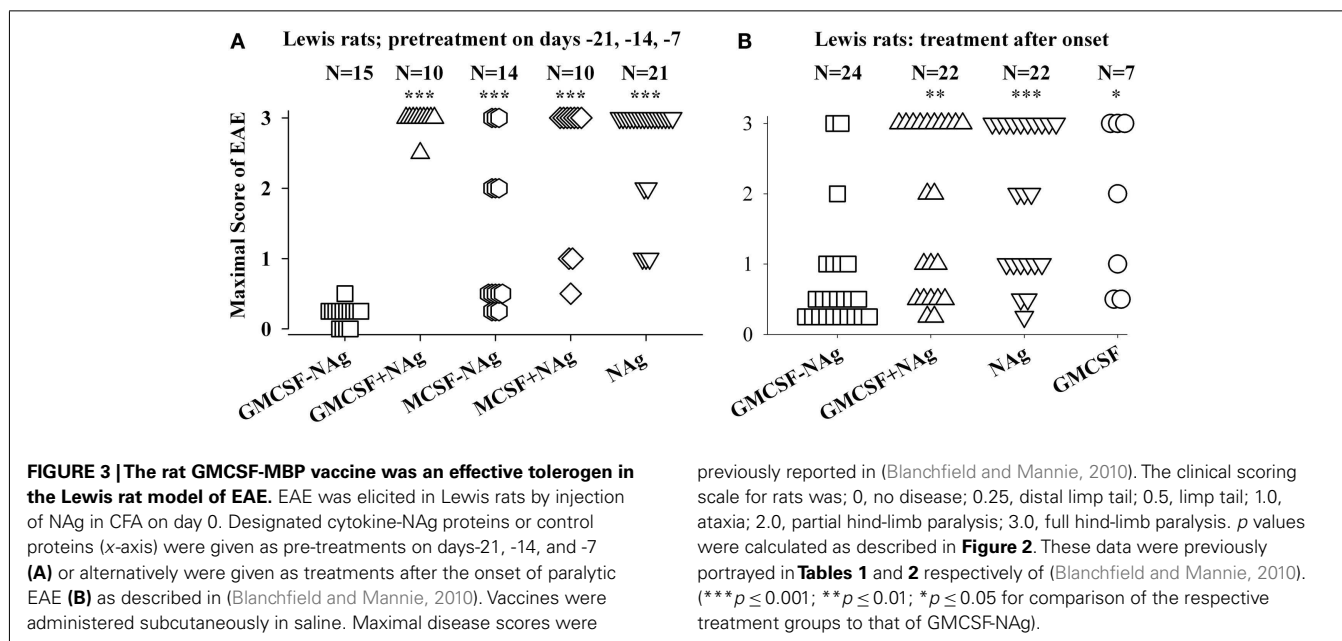 A Lewis rats; pretreatment on days -21, -14, -7
N=15 N=10 N=14 N=10 N=21
*** *** *** ***
Maximal Score of EAE
3
2
1
0
GMCSF-NAg GMCSF+NAg MCSF-NAg MCSF+NAg NAg
B Lewis rats: treatment after onset
N=24 N=22 N=22 N=7
** *** *
3
2
1
0
GMCSF-NAg GMCSF+NAg NAg GMCSF
FIGURE 3 | The rat GMCSF-MBP vaccine was an effective tolerogen in
the Lewis rat model of EAE. EAE was elicited in Lewis rats by injection
of NAg in CFA on day 0. Designated cytokine-NAg proteins or control
proteins (x-axis) were given as pre-treatments on days-21, -14, and -7
(A) or alternatively were given as treatments after the onset of paralytic
EAE (B) as described in (Blanchfield and Mannie, 2010). Vaccines were
administered subcutaneously in saline. Maximal disease scores were
previously reported in (Blanchfield and Mannie, 2010). The clinical scoring
scale for rats was; 0, no disease; 0.25, distal limp tail; 0.5, limp tail; 1.0,
ataxia; 2.0, partial hind-limb paralysis; 3.0, full hind-limb paralysis. p values
were calculated as described in Figure 2. These data were previously
portrayed in Tables 1 and 2 respectively of (Blanchfield and Mannie, 2010).
(***p ≤ 0.001; **p ≤ 0.01; *p ≤ 0.05 for comparison of the respective
treatment groups to that of GMCSF-NAg).